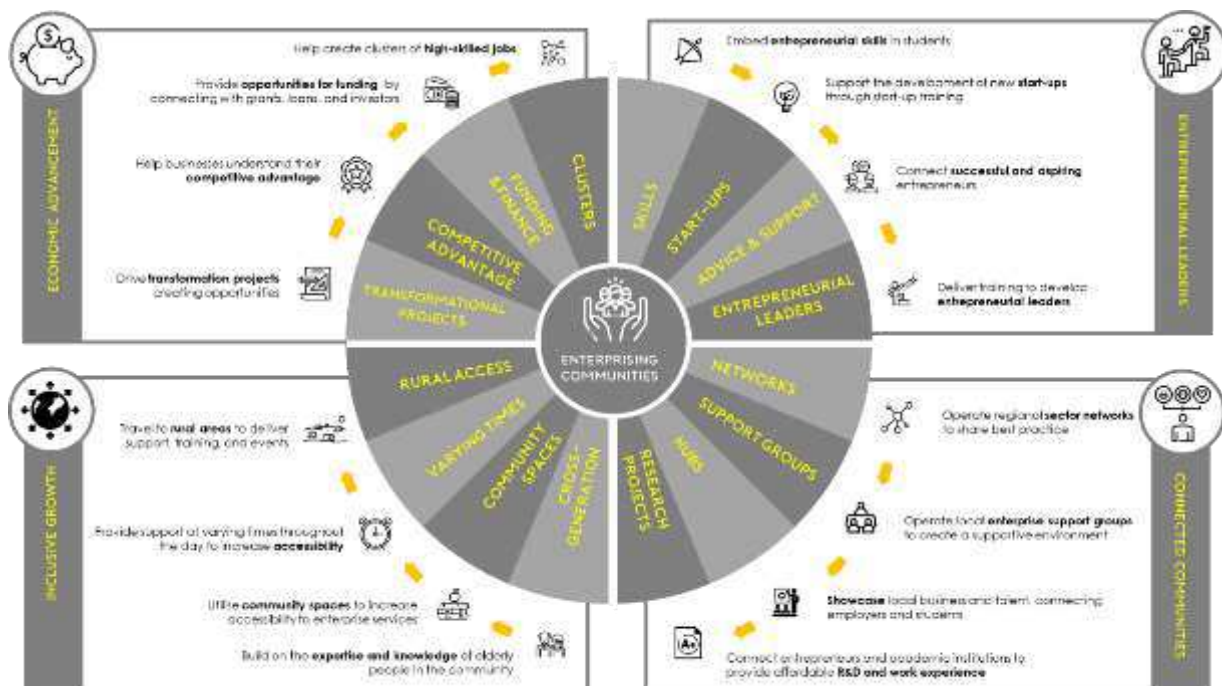 ECONOMIC ADVANCEMENT
Help create clusters of high-skilled jobs
Provide opportunities for funding by
connecting with grants, loans, and investors
Help businesses understand their
competitive advantage
Drive transformation projects
creating opportunities
CLUSTERS
FUNDING
&FINANCE
COMPETITIVE
ADVANTAGE
TRANSFORMATIONAL
PROJECTS
ENTREPRENEURIAL LEADERS
Embed entrepreneurial skills in students
Support the development of new start-ups
through start-up training
Connect successful and aspiring
entrepreneurs
Deliver training to develop
entrepreneurial leaders
SKILLS
START-UPS
ADVICE & SUPPORT
ENTREPRENEURIAL
LEADERS
ENTERPRISING
COMMUNITIES
INCLUSIVE GROWTH
Travel to rural areas to deliver
support, training, and events
Provide support at varying times throughout
the day to increase accessibility
Utilise community spaces to increase
accessibility to enterprise services
Build on the expertise and knowledge of elderly
people in the community
RURAL ACCESS
VARYING TIMES
COMMUNITY
SPACES
CROSS-
GENERATION
CONNECTED COMMUNITIES
Operate regional sector networks
to share best practice
Operate local enterprise support groups
to create a supportive environment
Showcase local business and talent, connecting
employers and students
A+
Connect entrepreneurs and academic institutions to
provide affordable R&D and work experience
NETWORKS
SUPPORT GROUPS
HUBS
RESEARCH
PROJECTS